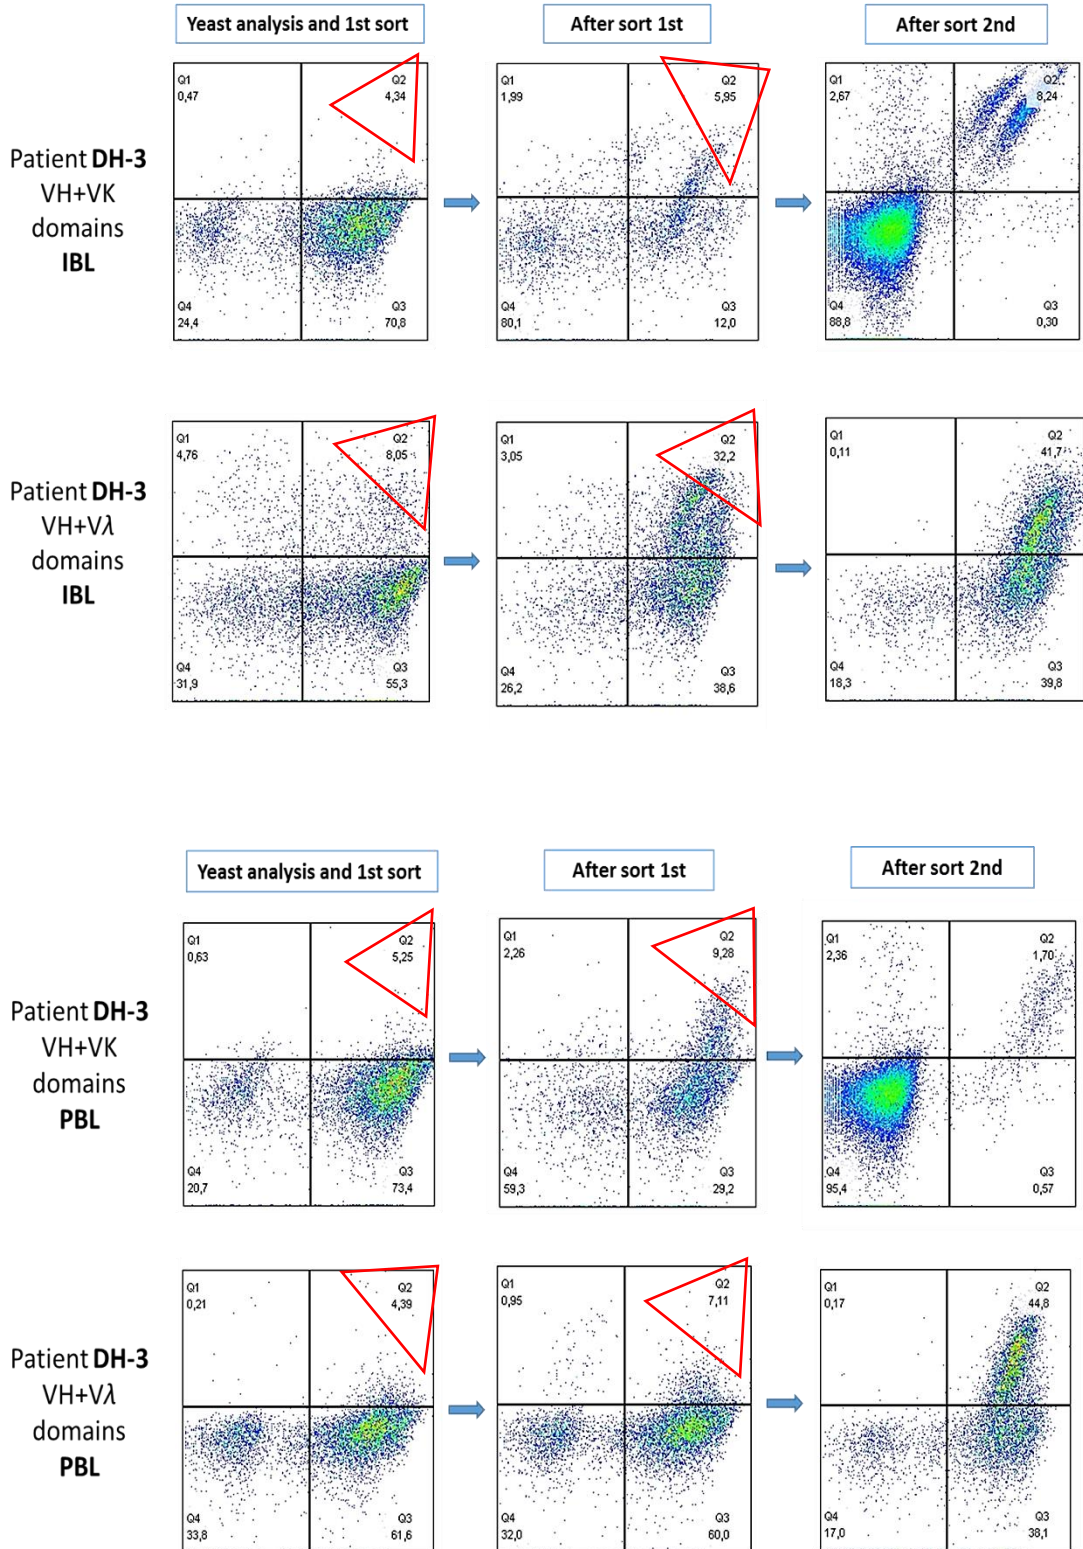 Yeast analysis and 1st sort
After sort 1st
After sort 2nd
Patient DH-3
VH+VK
domains
IBL
Q1
0,47
Q2
4,34
Q4
24,4
Q3
70,8
Q1
1,99
Q2
5,95
Q4
80,1
Q3
12,0
Q1
2,67
Q2
8,24
Q4
88,8
Q3
0,30
Patient DH-3
VH+Vλ
domains
IBL
Q1
4,76
Q2
8,05
Q4
31,9
Q3
55,3
Q1
3,05
Q2
32,2
Q4
26,2
Q3
38,6
Q1
0,11
Q2
41,7
Q4
18,3
Q3
39,8
Yeast analysis and 1st sort
After sort 1st
After sort 2nd
Patient DH-3
VH+VK
domains
PBL
Q1
0,63
Q2
5,25
Q4
20,7
Q3
73,4
Q1
2,26
Q2
9,28
Q4
59,3
Q3
29,2
Q1
2,36
Q2
1,70
Q4
95,4
Q3
0,57
Patient DH-3
VH+Vλ
domains
PBL
Q1
0,21
Q2
4,39
Q4
33,8
Q3
61,6
Q1
0,95
Q2
7,11
Q4
32,0
Q3
60,0
Q1
0,17
Q2
44,8
Q4
17,0
Q3
38,1